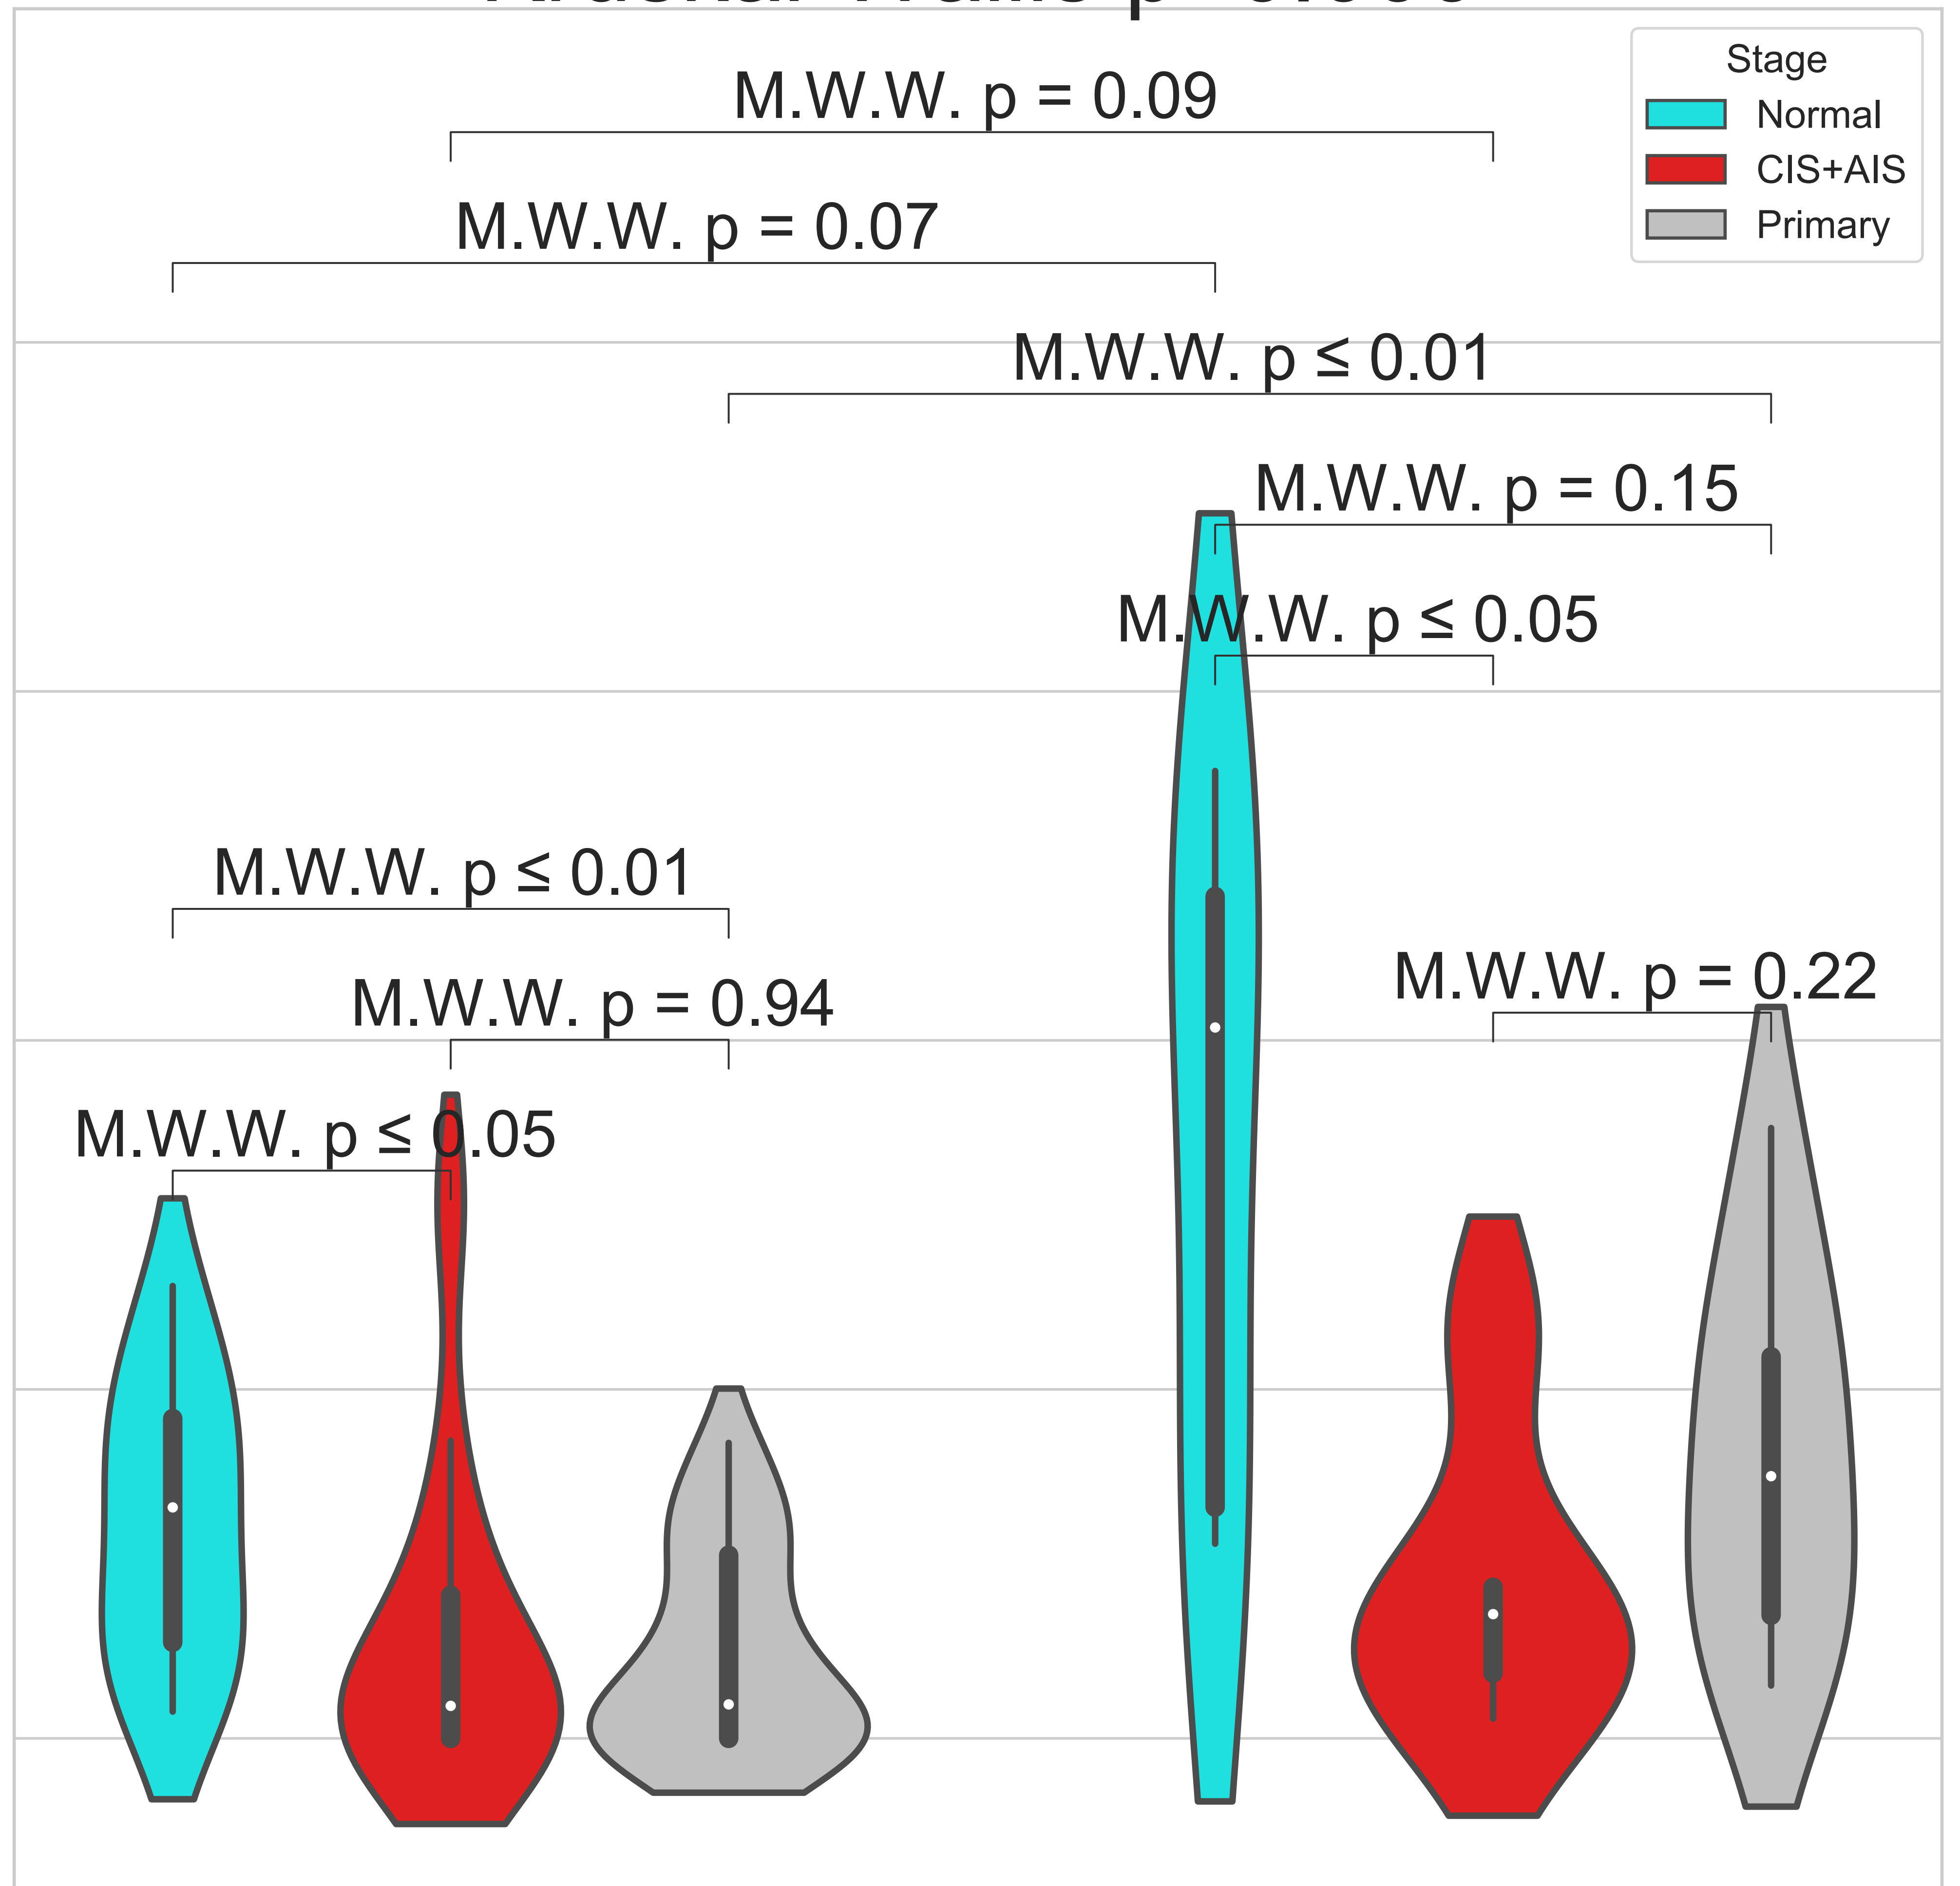 M.W.W. p = 0.09
Stage
Normal
CIS+AIS
Primary
M.W.W. p = 0.07
M.W.W. p ≤ 0.01
M.W.W. p = 0.15
M.W.W. p ≤ 0.05
M.W.W. p ≤ 0.01
M.W.W. p = 0.94
M.W.W. p = 0.22
M.W.W. p ≤ 0.05